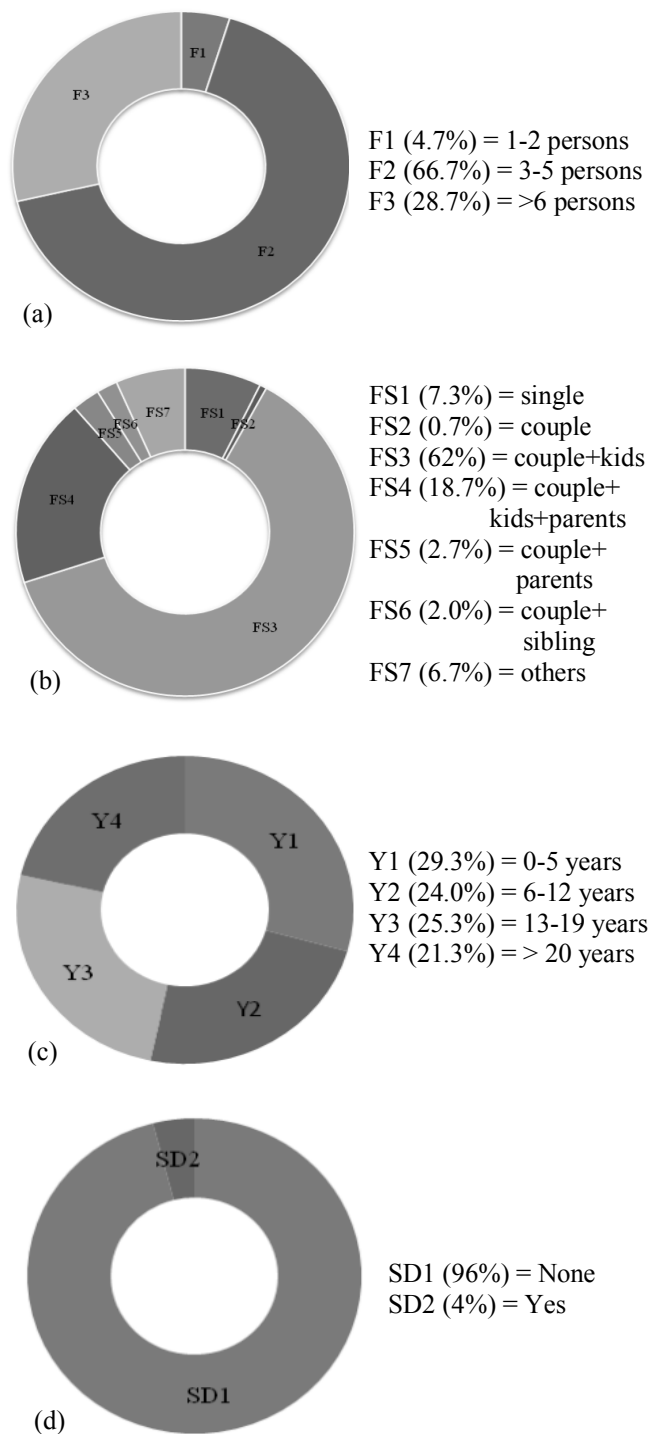 F1
F3
F2
F1 (4.7%) = 1-2 persons
F2 (66.7%) = 3-5 persons
F3 (28.7%) = >6 persons
(a)
FS1
FS2
FS3
FS4
FS5
FS6
FS7
FS1 (7.3%) = single
FS2 (0.7%) = couple
FS3 (62%) = couple+kids
FS4 (18.7%) = couple+
kids+parents
FS5 (2.7%) = couple+
parents
FS6 (2.0%) = couple+
sibling
FS7 (6.7%) = others
(b)
Y4
Y1
Y3
Y2
Y1 (29.3%) = 0-5 years
Y2 (24.0%) = 6-12 years
Y3 (25.3%) = 13-19 years
Y4 (21.3%) = > 20 years
(c)
SD2
SD1
SD1 (96%) = None
SD2 (4%) = Yes
(d)